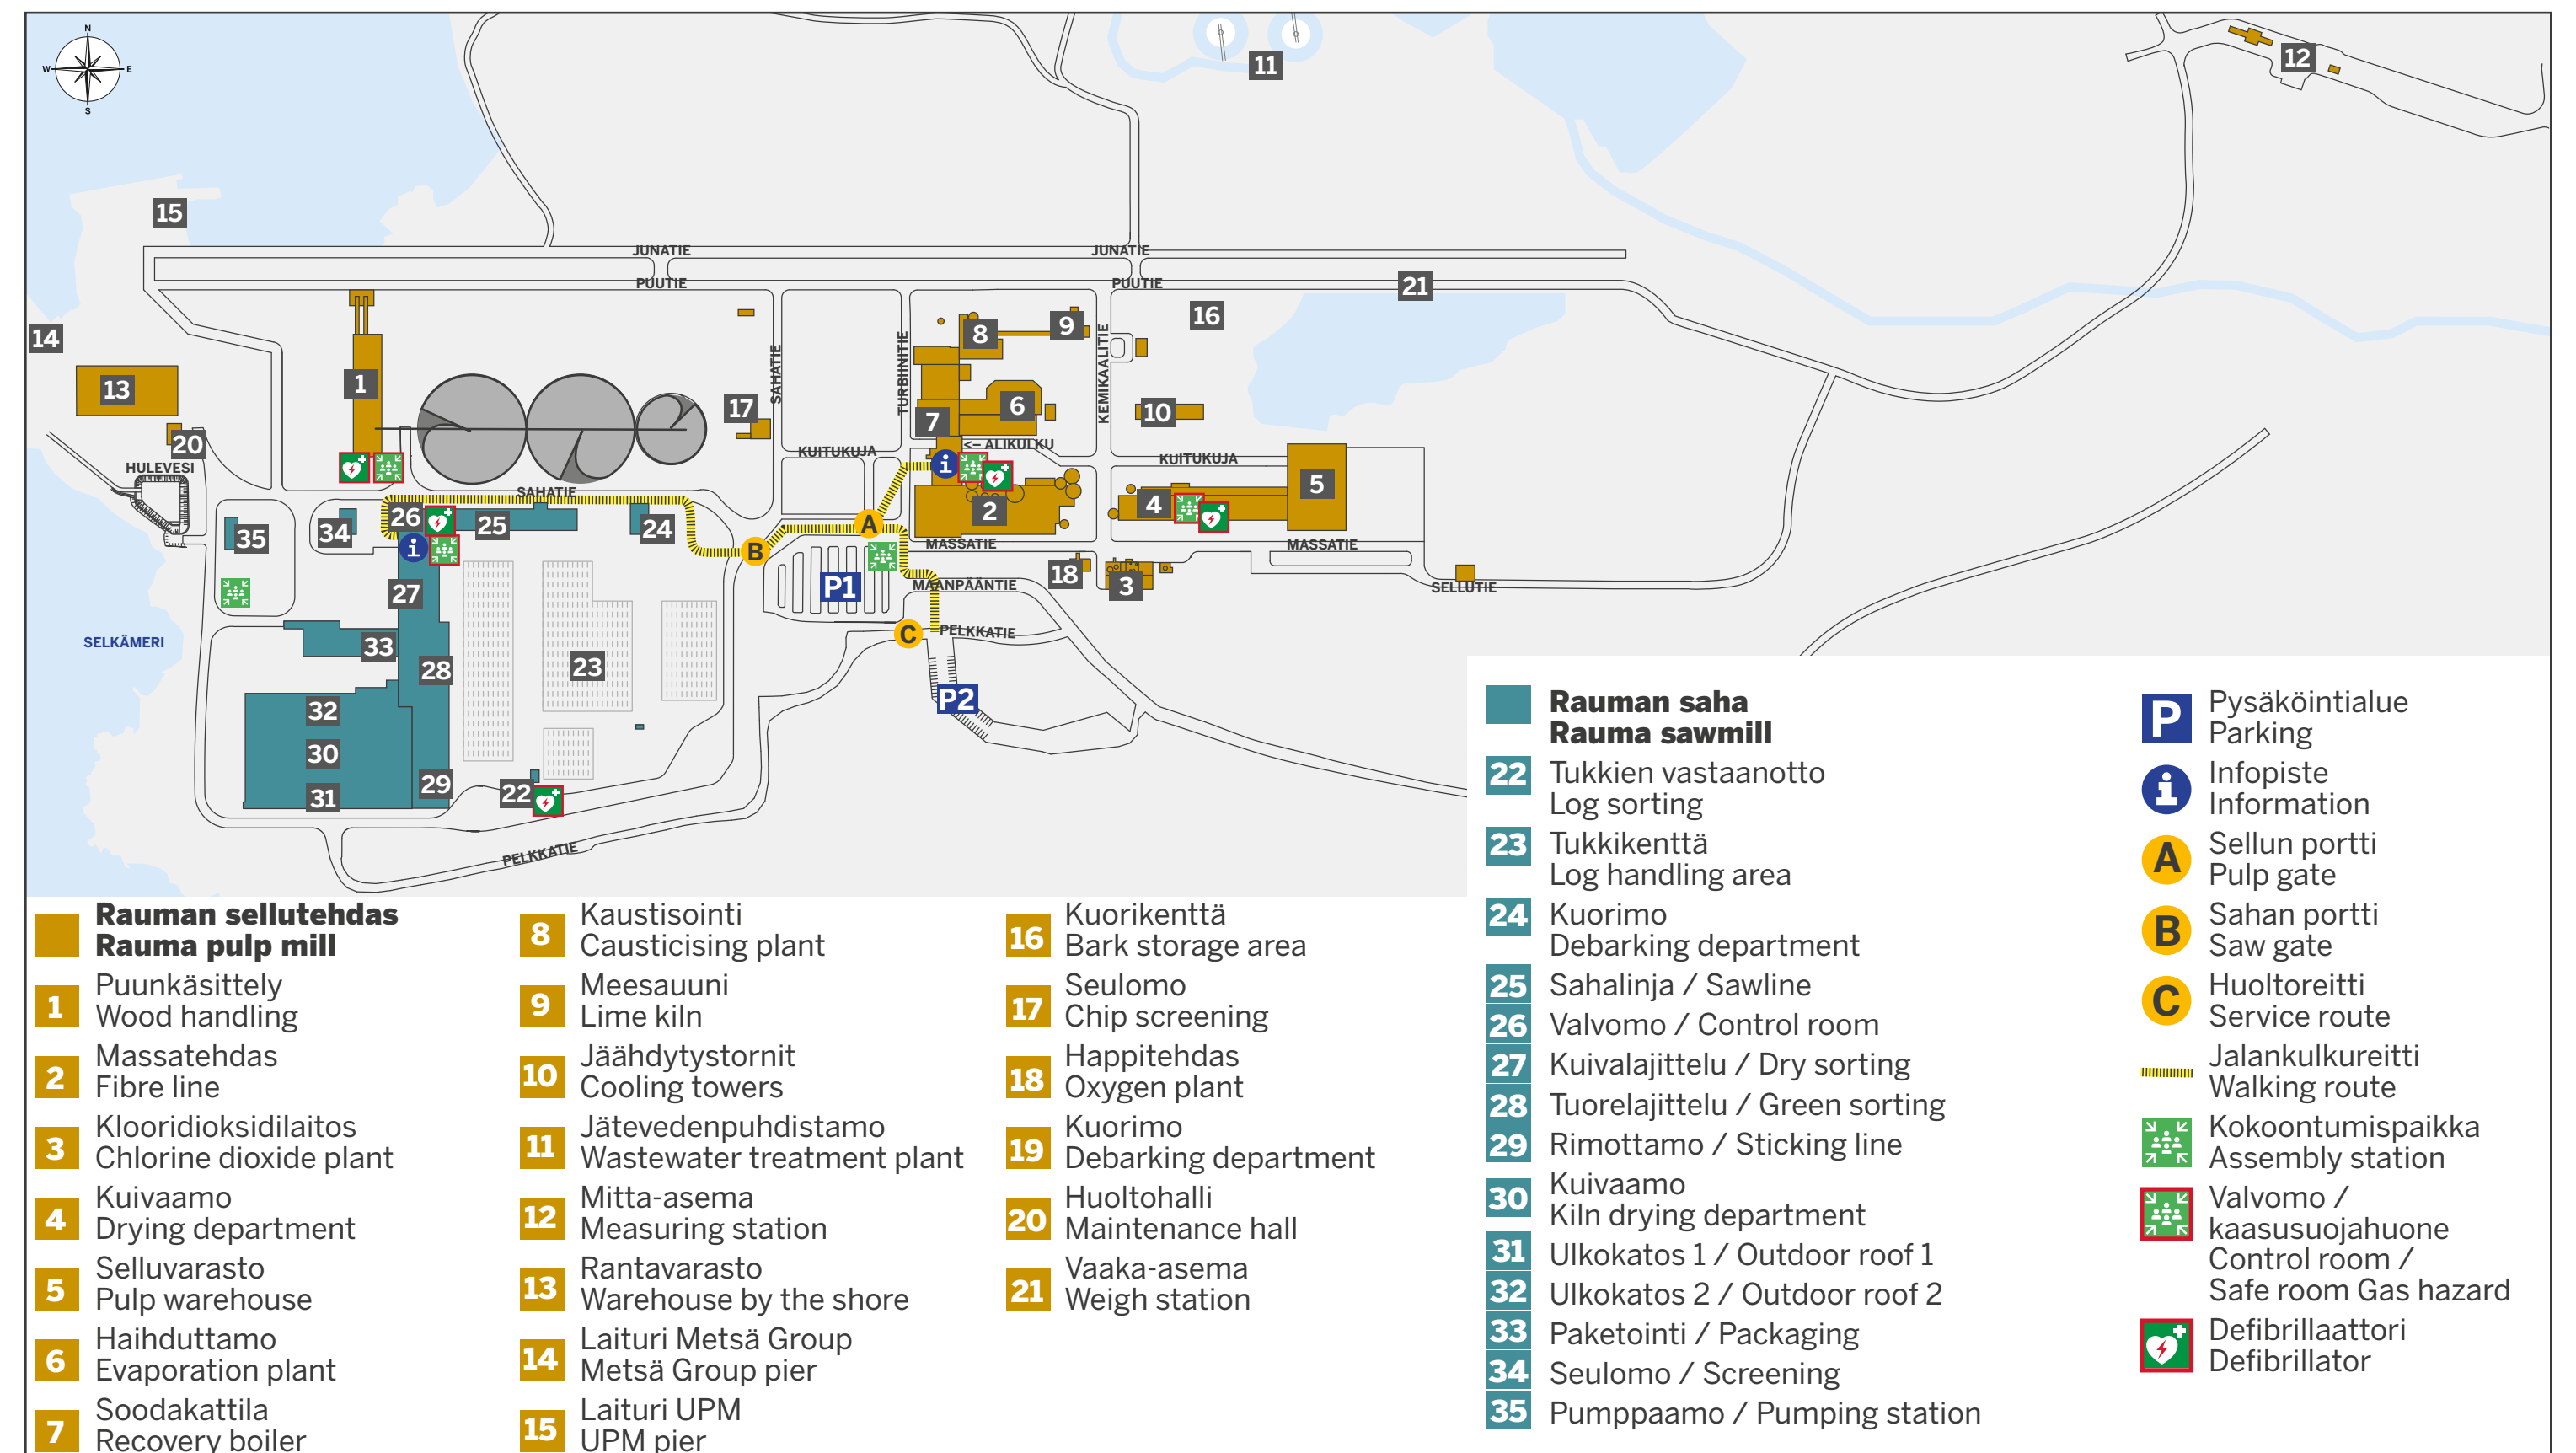 N
W
E
S
11
12
15
JUNATIE
JUNATIE
PUUTIE
PUUTIE
21
16
14
8
9
13
1
SAHATIE
TURBIINITIE
KEMIKAALITIE
17
7
6
10
20
<– ALIKULKU
KUITUKUJA
KUITUKUJA
HULEVESI
i
5
SAHATIE
2
4
35
34
26
25
24
A
i
B
MASSATIE
MASSATIE
27
P1
MAANPÄÄNTIE
18
3
SELLUTIE
SELKÄMERI
33
C
PELKKATIE
28
23
P2
32
30
31
29
22
PELKKATIE
Rauman sellutehdas
Rauma pulp mill
1 Puunkäsittely
Wood handling
2 Massatehdas
Fibre line
3 Klooridioksidilaitos
Chlorine dioxide plant
4 Kuivaamo
Drying department
5 Selluvarasto
Pulp warehouse
6 Haihduttamo
Evaporation plant
7 Soodakattila
Recovery boiler
8 Kaustisointi
Causticising plant
9 Meesauuni
Lime kiln
10 Jäähdytystornit
Cooling towers
11 Jätevedenpuhdistamo
Wastewater treatment plant
12 Mitta-asema
Measuring station
13 Rantavarasto
Warehouse by the shore
14 Laituri Metsä Group
Metsä Group pier
15 Laituri UPM
UPM pier
16 Kuorikenttä
Bark storage area
17 Seulomo
Chip screening
18 Happitehdas
Oxygen plant
19 Kuorimo
Debarking department
20 Huoltohalli
Maintenance hall
21 Vaaka-asema
Weigh station
Rauman saha
Rauma sawmill
22 Tukkien vastaanotto
Log sorting
23 Tukkikenttä
Log handling area
24 Kuorimo
Debarking department
25 Sahalinja / Sawline
26 Valvomo / Control room
27 Kuivalajittelu / Dry sorting
28 Tuorelajittelu / Green sorting
29 Rimottamo / Sticking line
30 Kuivaamo
Kiln drying department
31 Ulkokatos 1 / Outdoor roof 1
32 Ulkokatos 2 / Outdoor roof 2
33 Paketointi / Packaging
34 Seulomo / Screening
35 Pumppaamo / Pumping station
P Pysäköintialue
Parking
i Infopiste
Information
A Sellun portti
Pulp gate
B Sahan portti
Saw gate
C Huoltoreitti
Service route
Jalankulkureitti
Walking route
Kokoontumispaikka
Assembly station
Valvomo /
kaasusuojahuone
Control room /
Safe room Gas hazard
Defibrillaattori
Defibrillator